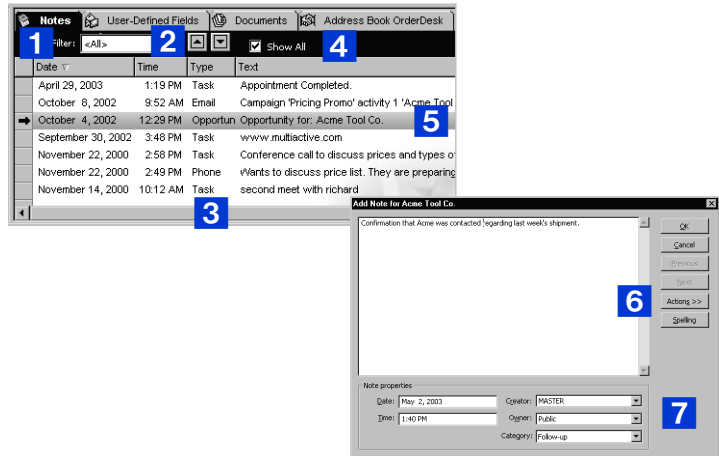 Notes User-Defined Fields Documents Address Book OrderDesk
1 Filter: «All» 2 Show All 4
Date Time Type Text
April 29, 2003 1:19 PM Task Appointment Completed.
October 8, 2002 9:52 AM Email Campaign 'Pricing Promo' activity 1 'Acme Tool
October 4, 2002 12:29 PM Opportun Opportunity for: Acme Tool Co. 5
September 30, 2002 3:48 PM Task www.multiactive.com
November 22, 2000 2:58 PM Task Conference call to discuss prices and types o
November 22, 2000 2:49 PM Phone Wants to discuss price list. They are preparing
November 14, 2000 10:12 AM Task second meet with richard
3
Add Note for Acme Tool Co.
Confirmation that Acme was contacted regarding last week's shipment.
OK
Cancel
Previous
Next
6 Actions >>
Spelling
Note properties
Date: May 2, 2003 Creator: MASTER
Time: 1:40 PM Owner: Public 7
Category: Follow-up